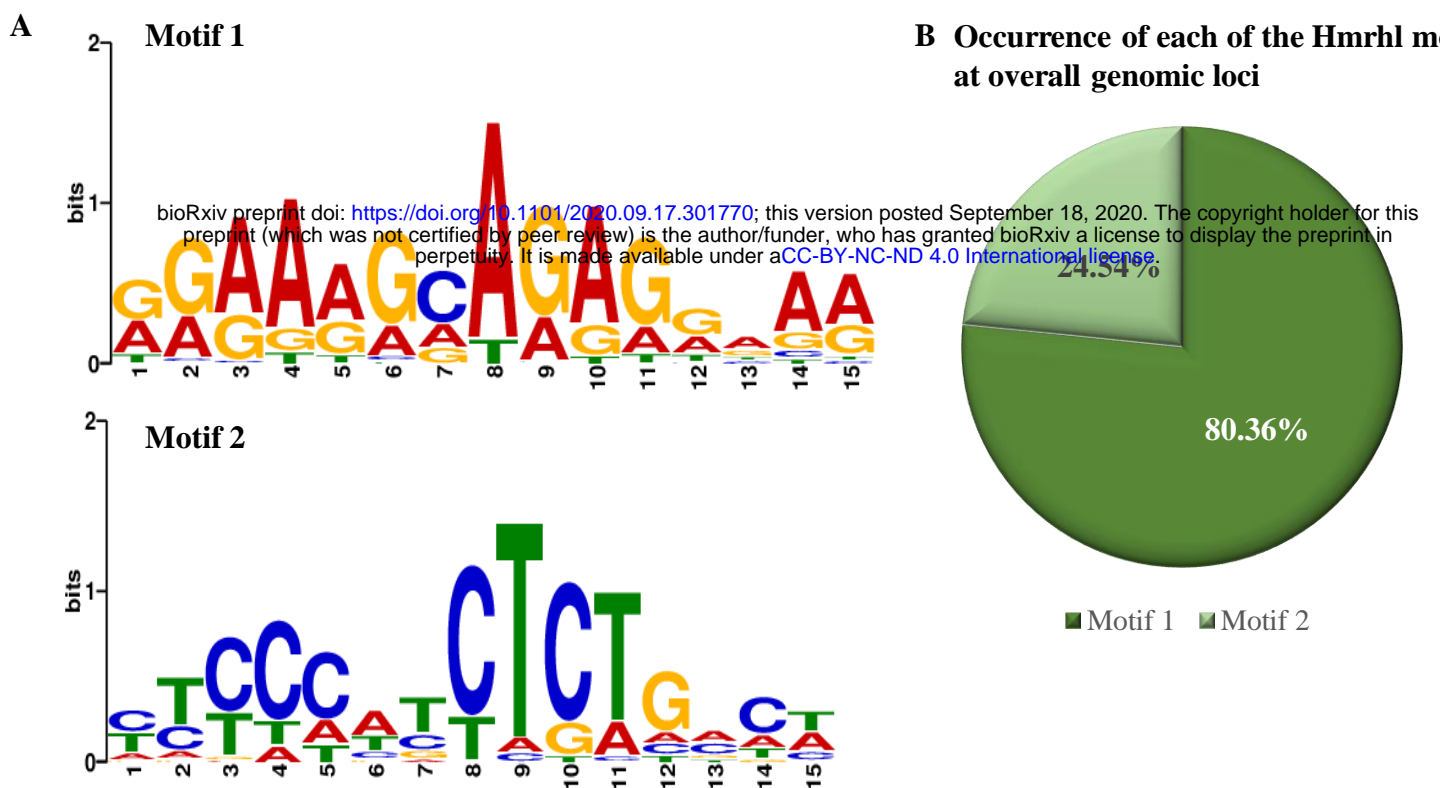 A
Motif 1
2
1
0
bits
G G A A A G C A G A G G A A A
A A G G G A A T A G A A G G G
T T T G T T T C
1 2 3 4 5 6 7 8 9 10 11 12 13 14 15
Motif 2
2
1
0
bits
C T C C C A T C T C T G A C T
T C T T A T C T A G A A C A A
A A A T C G C C T C
1 2 3 4 5 6 7 8 9 10 11 12 13 14 15
B Occurrence of each of the Hmrhl
at overall genomic loci
24.54%
80.36%
Motif 1 Motif 2
bioRxiv preprint doi: https://doi.org/10.1101/2020.09.17.301770; this version posted September 18, 2020. The copyright holder for this
preprint (which was not certified by peer review) is the author/funder, who has granted bioRxiv a license to display the preprint in
perpetuity. It is made available under aCC-BY-NC-ND 4.0 International license.